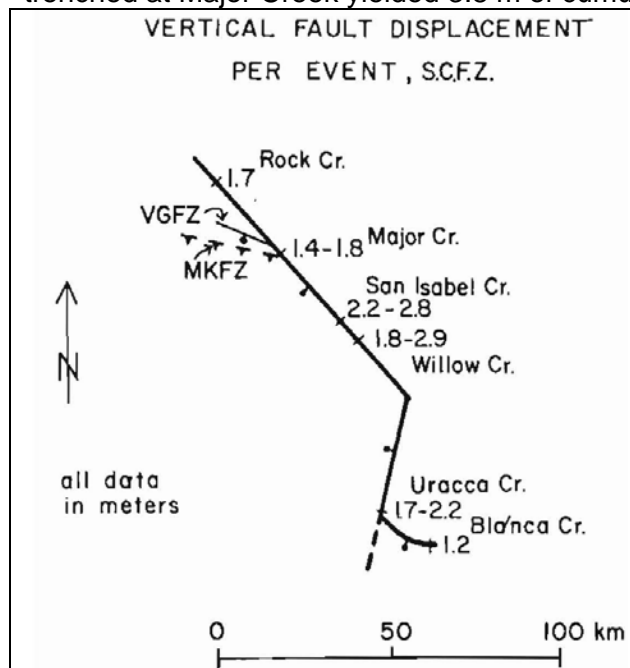 VERTICAL FAULT DISPLACEMENT
PER EVENT, S.C.F.Z.
Rock Cr.
1.7
VGFZ
MKFZ
1.4-1.8
Major Cr.
San Isabel Cr.
2.2-2.8
1.8-2.9
Willow Cr.
N
all data
in meters
Uracca Cr.
1.7-2.2
Blanca Cr.
1.2
0 50 100 km